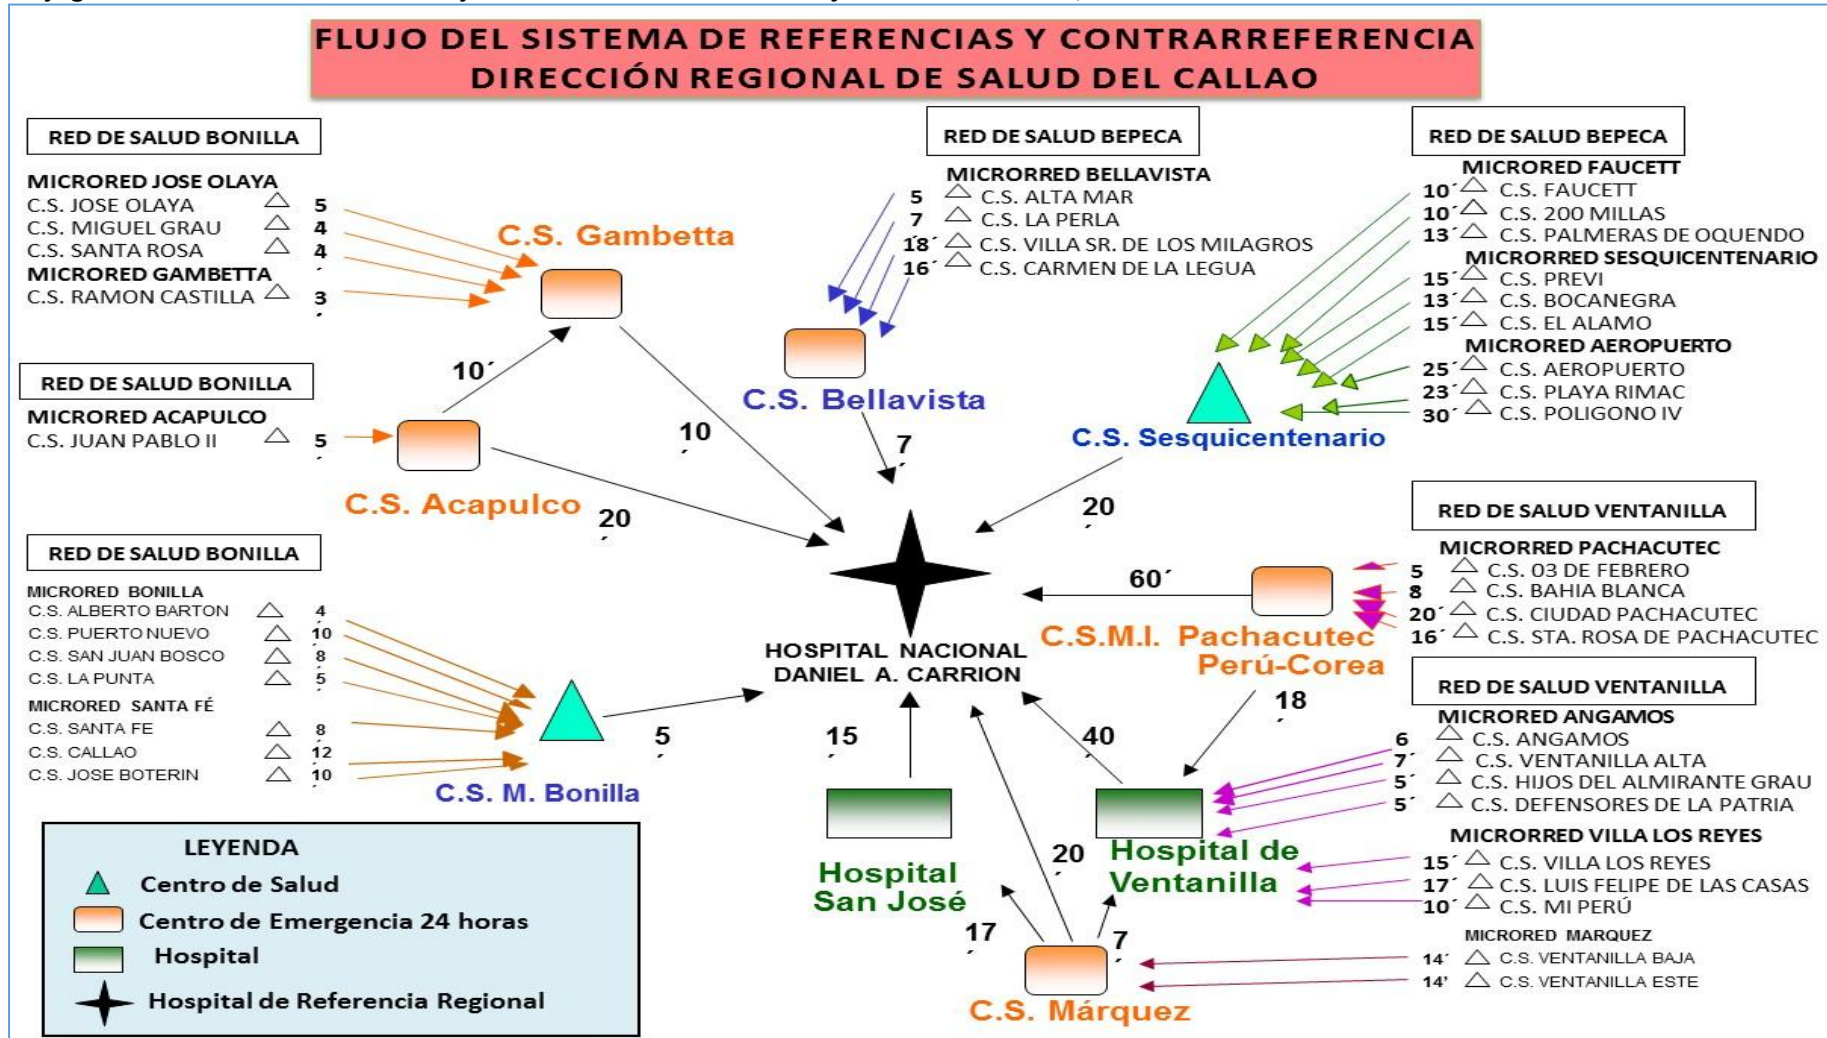 FLUJO DEL SISTEMA DE REFERENCIAS Y CONTRARREFERENCIA
DIRECCIÓN REGIONAL DE SALUD DEL CALLAO
RED DE SALUD BONILLA
MICRORED JOSE OLAYA
C.S. JOSE OLAYA 5´
C.S. MIGUEL GRAU 4´
C.S. SANTA ROSA 4´
MICRORED GAMBETTA
C.S. RAMON CASTILLA 3´
C.S. Gambetta
10´
10´
RED DE SALUD BONILLA
MICRORED ACAPULCO
C.S. JUAN PABLO II 5´
C.S. Acapulco
20´
RED DE SALUD BONILLA
MICRORED BONILLA
C.S. ALBERTO BARTON 4´
C.S. PUERTO NUEVO 10´
C.S. SAN JUAN BOSCO 8´
C.S. LA PUNTA 5´
MICRORED SANTA FÉ
C.S. SANTA FE 8´
C.S. CALLAO 12´
C.S. JOSE BOTERIN 10´
C.S. M. Bonilla
5´
RED DE SALUD BEPECA
MICRORRED BELLAVISTA
5 C.S. ALTA MAR
7´ C.S. LA PERLA
18´ C.S. VILLA SR. DE LOS MILAGROS
16´ C.S. CARMEN DE LA LEGUA
C.S. Bellavista
7´
RED DE SALUD BEPECA
MICRORED FAUCETT
10´ C.S. FAUCETT
10´ C.S. 200 MILLAS
13´ C.S. PALMERAS DE OQUENDO
MICRORRED SESQUICENTENARIO
15´ C.S. PREVI
13´ C.S. BOCANEGRA
15´ C.S. EL ALAMO
MICRORED AEROPUERTO
25´ C.S. AEROPUERTO
23´ C.S. PLAYA RIMAC
30´ C.S. POLIGONO IV
C.S. Sesquicentenario
20´
HOSPITAL NACIONAL
DANIEL A. CARRION
RED DE SALUD VENTANILLA
MICRORRED PACHACUTEC
5 C.S. 03 DE FEBRERO
8 C.S. BAHIA BLANCA
20´ C.S. CIUDAD PACHACUTEC
16´ C.S. STA. ROSA DE PACHACUTEC
60´
C.S.M.I. Pachacutec
Perú-Corea
18´
RED DE SALUD VENTANILLA
MICRORED ANGAMOS
6 C.S. ANGAMOS
7´ C.S. VENTANILLA ALTA
5´ C.S. HIJOS DEL ALMIRANTE GRAU
5´ C.S. DEFENSORES DE LA PATRIA
MICRORRED VILLA LOS REYES
15´ C.S. VILLA LOS REYES
17´ C.S. LUIS FELIPE DE LAS CASAS
10´ C.S. MI PERÚ
MICRORED MARQUEZ
14´ C.S. VENTANILLA BAJA
14' C.S. VENTANILLA ESTE
15´
40´
Hospital
San José
Hospital de
Ventanilla
20´
17´
7´
C.S. Márquez
LEYENDA
Centro de Salud
Centro de Emergencia 24 horas
Hospital
Hospital de Referencia Regional